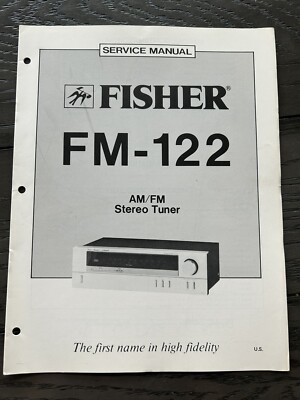 SERVICE MANUAL
FISHER®
FM-122
AM/FM
Stereo Tuner
The first name in high fidelity
U.S.